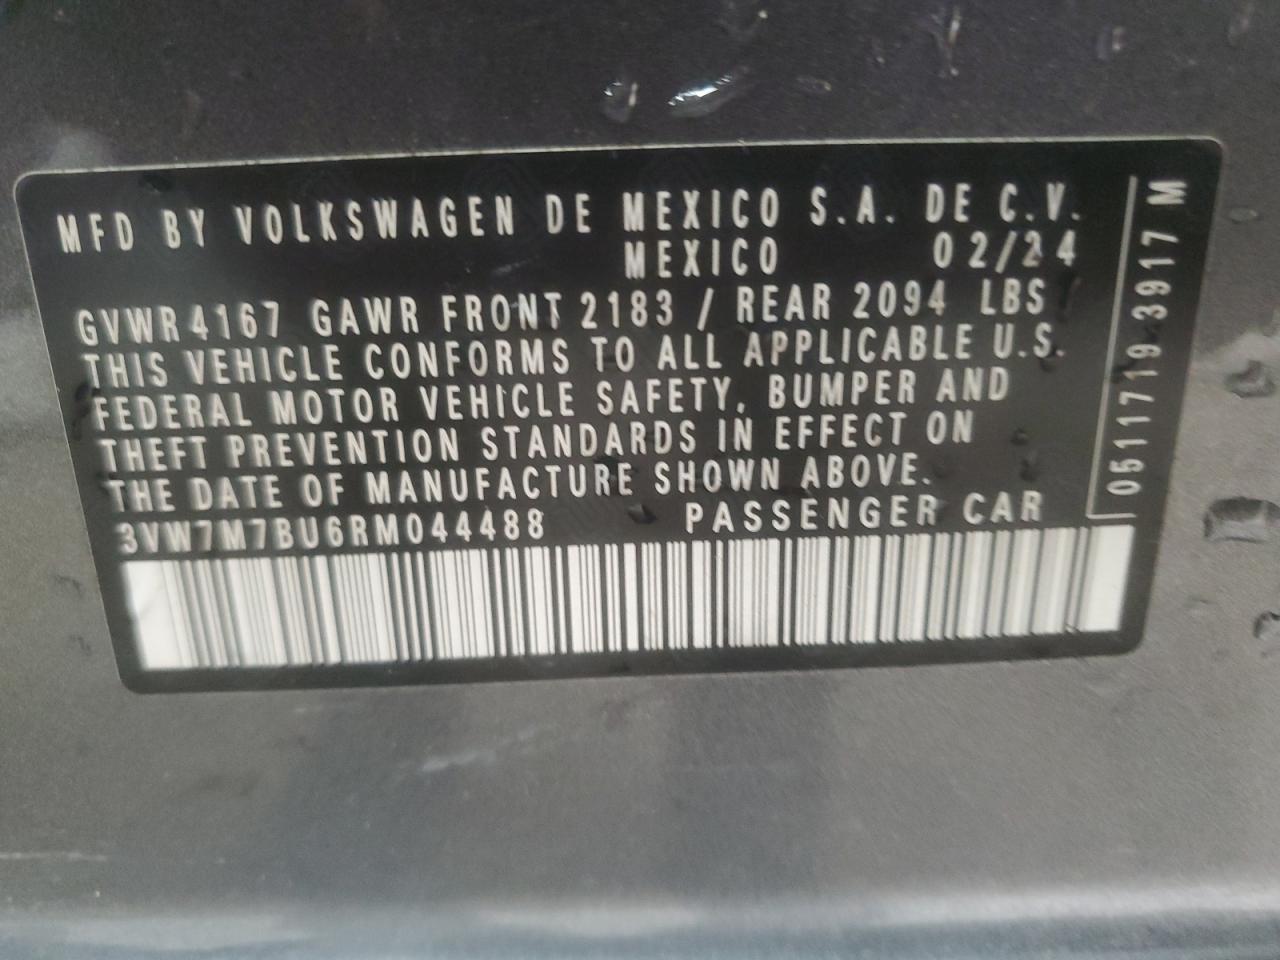 MFD BY VOLKSWAGEN DE MEXICO S.A. DE C.V.
MEXICO 02/24
GVWR 4167 GAWR FRONT 2183 / REAR 2094 LBS
THIS VEHICLE CONFORMS TO ALL APPLICABLE U.S.
FEDERAL MOTOR VEHICLE SAFETY, BUMPER AND
THEFT PREVENTION STANDARDS IN EFFECT ON
THE DATE OF MANUFACTURE SHOWN ABOVE.
3VW7M7BU6RM044488 PASSENGER CAR
0511719 3917 M